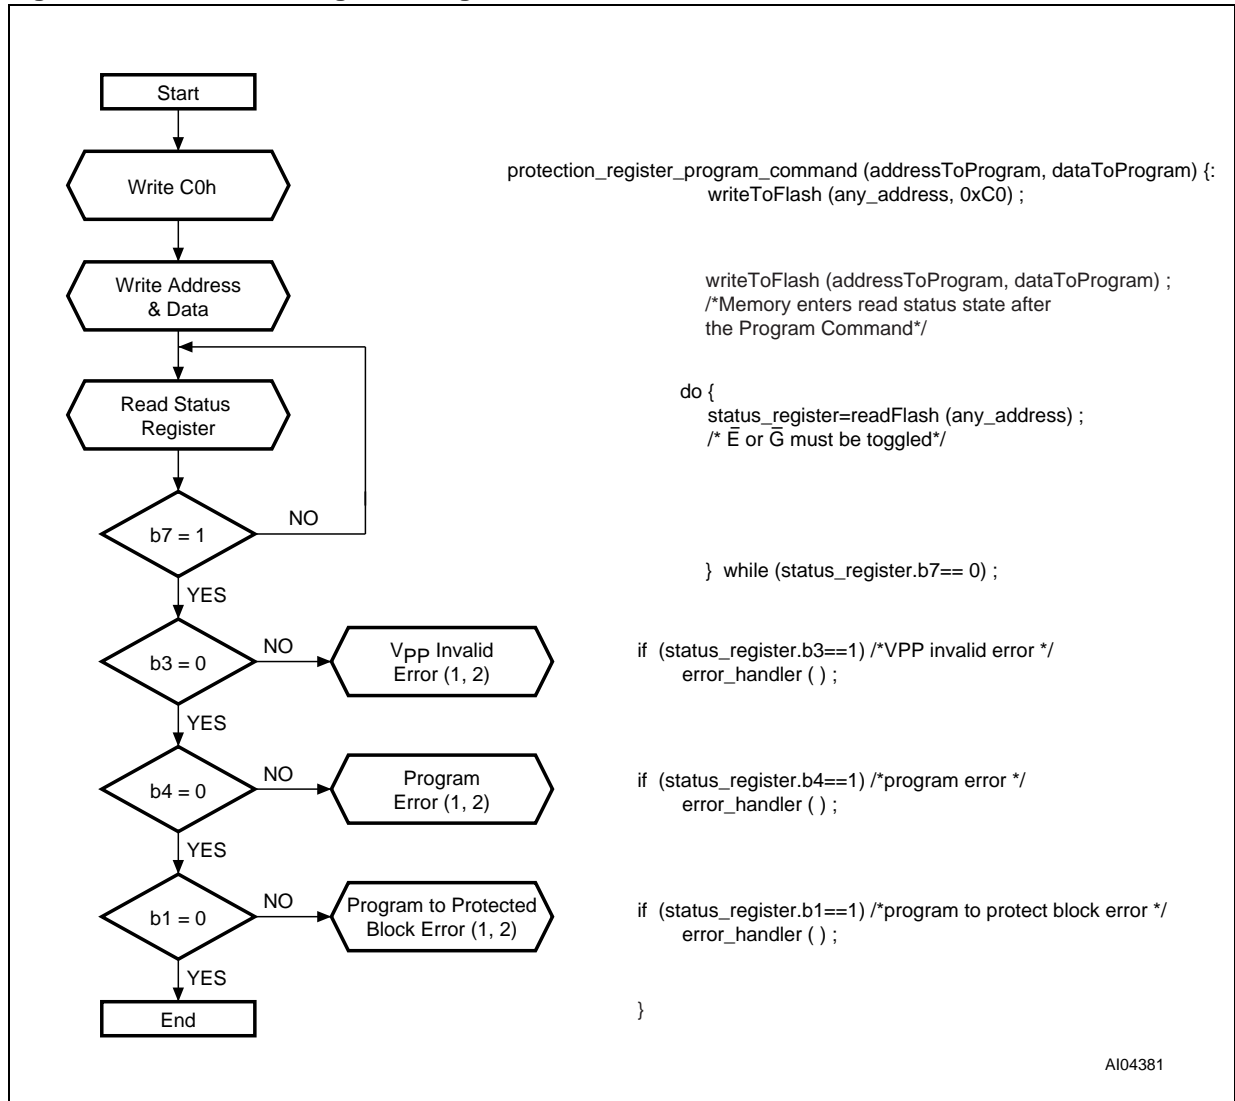 Start
Write C0h
protection_register_program_command (addressToProgram, dataToProgram) {:
writeToFlash (any_address, 0xC0) ;
Write Address
& Data
writeToFlash (addressToProgram, dataToProgram) ;
/*Memory enters read status state after
the Program Command*/
Read Status
Register
do {
status_register=readFlash (any_address) ;
/* E̅ or G̅ must be toggled*/
b7 = 1
NO
YES
} while (status_register.b7== 0) ;
b3 = 0
NO
YES
VPP Invalid
Error (1, 2)
if (status_register.b3==1) /*VPP invalid error */
error_handler ( ) ;
b4 = 0
NO
YES
Program
Error (1, 2)
if (status_register.b4==1) /*program error */
error_handler ( ) ;
b1 = 0
NO
YES
Program to Protected
Block Error (1, 2)
if (status_register.b1==1) /*program to protect block error */
error_handler ( ) ;
End
}
AI04381